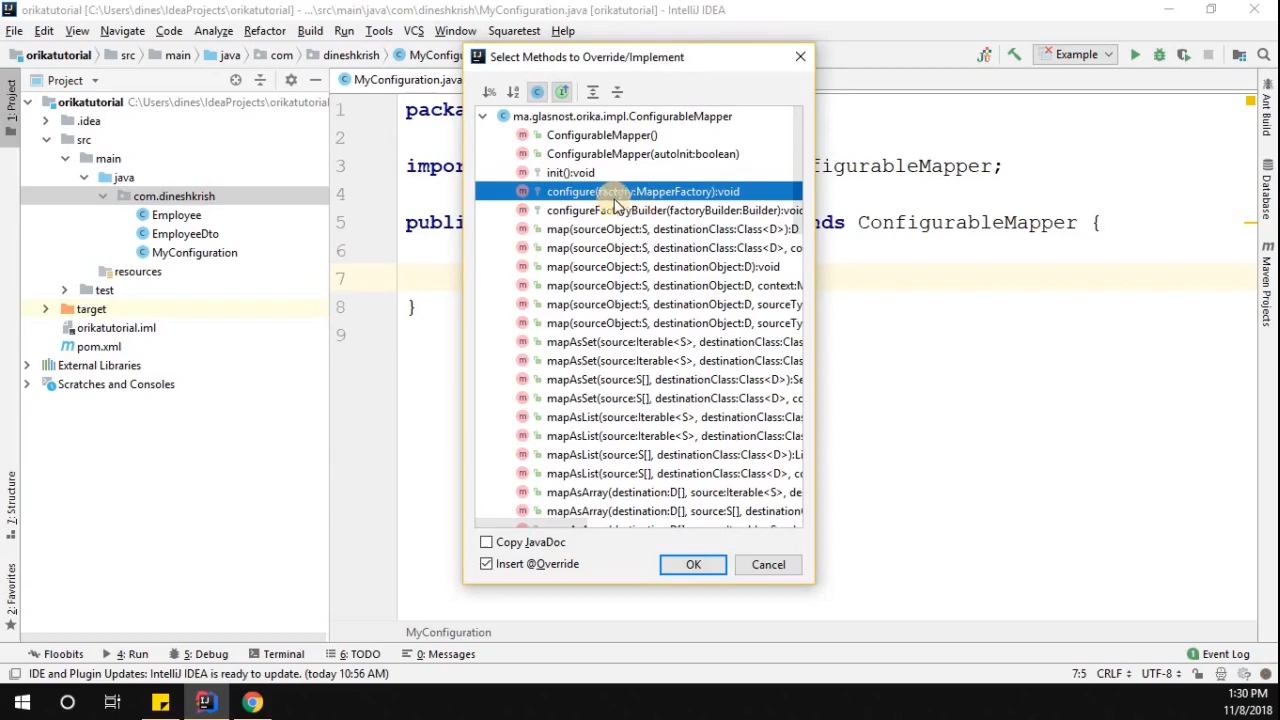 orikatutorial [C:\Users\dines\IdeaProjects\orikatutorial] - ...\src\main\java\com\dineshkrish\MyConfiguration.java [orikatutorial] - IntelliJ IDEA
File Edit View Navigate Code Analyze Refactor Build Run Tools VCS Window Squaretest Help
orikatutorial src main java com dineshkrish MyConfigu
Example
Project
MyConfiguration.java
1: Project
orikatutorial C:\Users\dines\IdeaProjects\orikatutorial
.idea
src
main
java
com.dineshkrish
Employee
EmployeeDto
MyConfiguration
resources
test
target
orikatutorial.iml
pom.xml
External Libraries
Scratches and Consoles
Z: Structure
2: Favorites
1 packa
2
3 import figurableMapper;
4
5 public nds ConfigurableMapper {
6
7
8 }
9
Select Methods to Override/Implement
ma.glasnost.orika.impl.ConfigurableMapper
ConfigurableMapper()
ConfigurableMapper(autoInit:boolean)
init():void
configure(factory:MapperFactory):void
configureFactoryBuilder(factoryBuilder:Builder):void
map(sourceObject:S, destinationClass:Class<D>):D
map(sourceObject:S, destinationClass:Class<D>, co
map(sourceObject:S, destinationObject:D):void
map(sourceObject:S, destinationObject:D, context:M
map(sourceObject:S, destinationObject:D, sourceTy
map(sourceObject:S, destinationObject:D, sourceTy
mapAsSet(source:Iterable<S>, destinationClass:Clas
mapAsSet(source:Iterable<S>, destinationClass:Clas
mapAsSet(source:S[], destinationClass:Class<D>):Se
mapAsSet(source:S[], destinationClass:Class<D>, co
mapAsList(source:Iterable<S>, destinationClass:Cla
mapAsList(source:Iterable<S>, destinationClass:Cla
mapAsList(source:S[], destinationClass:Class<D>):Li
mapAsList(source:S[], destinationClass:Class<D>, co
mapAsArray(destination:D[], source:Iterable<S>, de
mapAsArray(destination:D[], source:S[], destination
Copy JavaDoc
Insert @Override
OK Cancel
Ant Build
Database
Maven Projects
MyConfiguration
Floobits 4: Run 5: Debug Terminal 6: TODO 0: Messages Event Log
IDE and Plugin Updates: IntelliJ IDEA is ready to update. (today 10:56 AM) 7:5 CRLF UTF-8
1:30 PM
11/8/2018